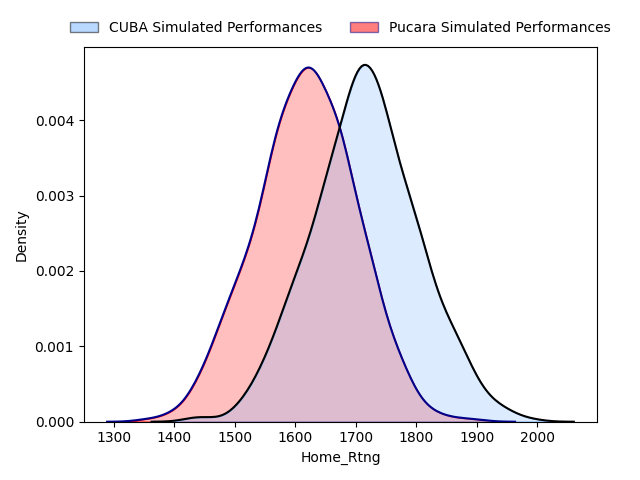 CUBA Simulated Performances Pucara Simulated Performances
Density
0.004
0.003
0.002
0.001
0.000
1300 1400 1500 1600 1700 1800 1900 2000
Home_Rtng